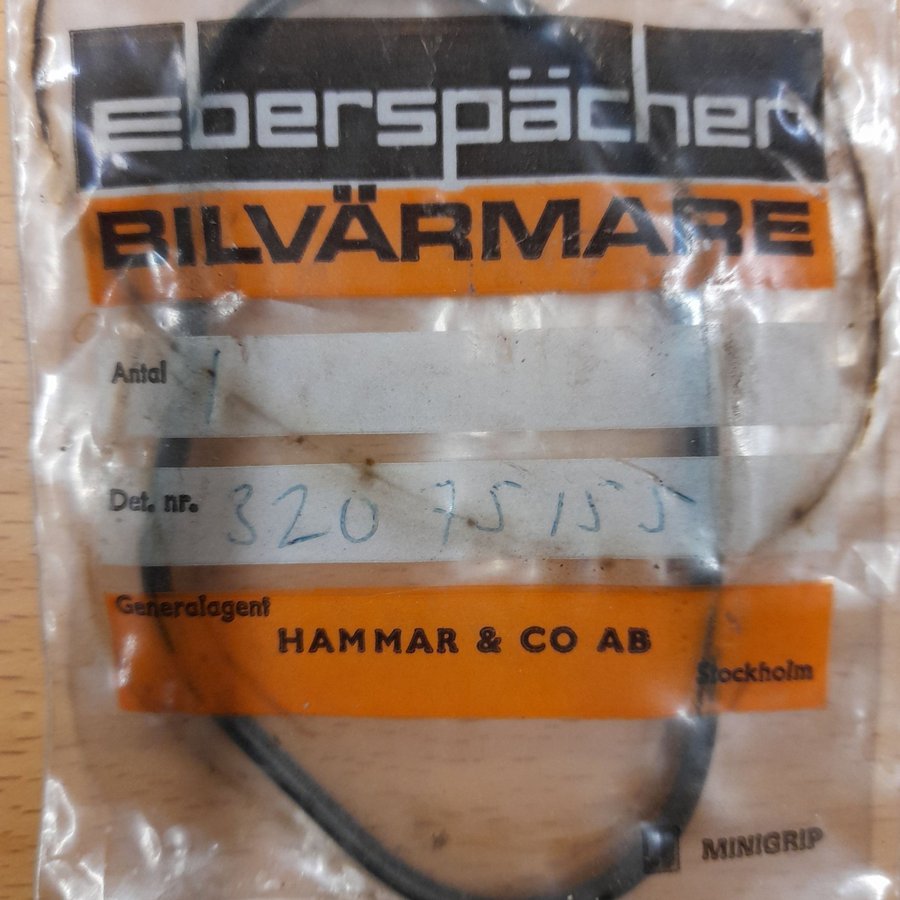 Eberspächer
BILVÄRMARE
Antal 1
Det. nr. 320 75 155
Generalagent
HAMMAR & CO AB
Stockholm
MINIGRIP